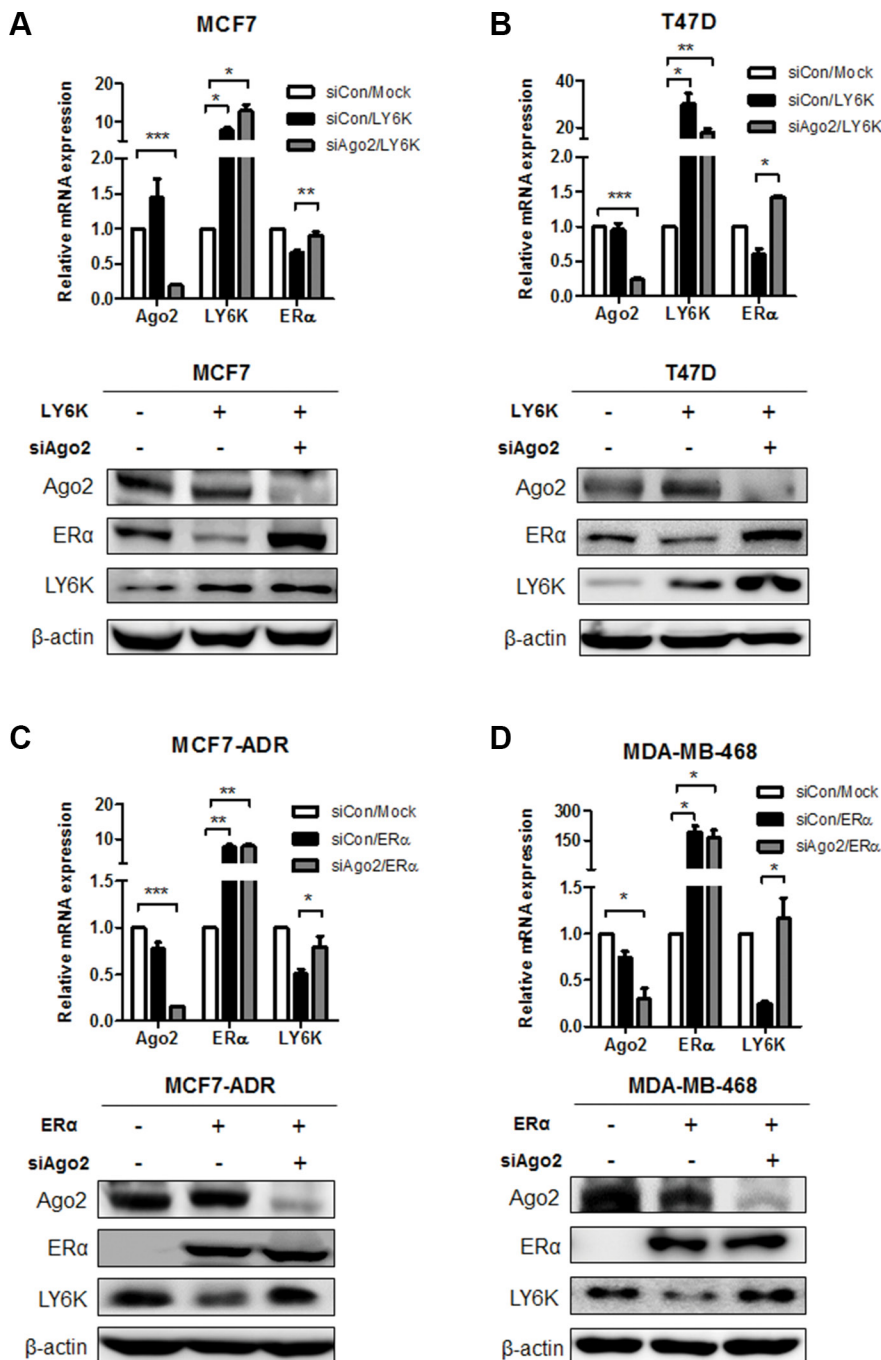 A
MCF7
Relative mRNA expression
20
10
2.0
1.5
1.0
0.5
0.0
***
*
*
**
siCon/Mock
siCon/LY6K
siAgo2/LY6K
Ago2 LY6K ERα
MCF7
LY6K - + +
siAgo2 - - +
Ago2
ERα
LY6K
β-actin
B
T47D
Relative mRNA expression
40
20
2.0
1.5
1.0
0.5
0.0
***
**
*
*
siCon/Mock
siCon/LY6K
siAgo2/LY6K
Ago2 LY6K ERα
T47D
LY6K - + +
siAgo2 - - +
Ago2
ERα
LY6K
β-actin
C
MCF7-ADR
Relative mRNA expression
20
10
1.5
1.0
0.5
0.0
***
**
**
*
siCon/Mock
siCon/ERα
siAgo2/ERα
Ago2 ERα LY6K
MCF7-ADR
ERα - + +
siAgo2 - - +
Ago2
ERα
LY6K
β-actin
D
MDA-MB-468
Relative mRNA expression
300
150
1.5
1.0
0.5
0.0
*
*
*
*
siCon/Mock
siCon/ERα
siAgo2/ERα
Ago2 ERα LY6K
MDA-MB-468
ERα - + +
siAgo2 - - +
Ago2
ERα
LY6K
β-actin